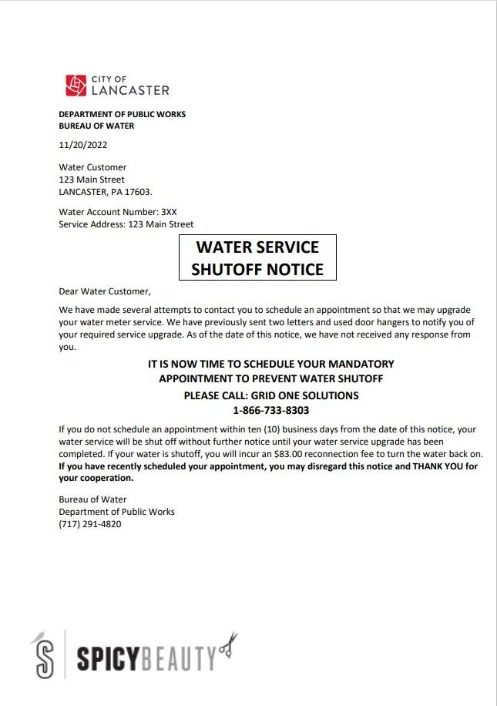 CITY OF
LANCASTER
DEPARTMENT OF PUBLIC WORKS
BUREAU OF WATER
11/20/2022
Water Customer
123 Main Street
LANCASTER, PA 17603.
Water Account Number: 3XX
Service Address: 123 Main Street
WATER SERVICE
SHUTOFF NOTICE
Dear Water Customer,
We have made several attempts to contact you to schedule an appointment so that we may upgrade
your water meter service. We have previously sent two letters and used door hangers to notify you of
your required service upgrade. As of the date of this notice, we have not received any response from
you.
IT IS NOW TIME TO SCHEDULE YOUR MANDATORY
APPOINTMENT TO PREVENT WATER SHUTOFF
PLEASE CALL: GRID ONE SOLUTIONS
1-866-733-8303
If you do not schedule an appointment within ten (10) business days from the date of this notice, your
water service will be shut off without further notice until your water service upgrade has been
completed. If your water is shutoff, you will incur an $83.00 reconnection fee to turn the water back on.
If you have recently scheduled your appointment, you may disregard this notice and THANK YOU for
your cooperation.
Bureau of Water
Department of Public Works
(717) 291-4820
S SPICYBEAUTY